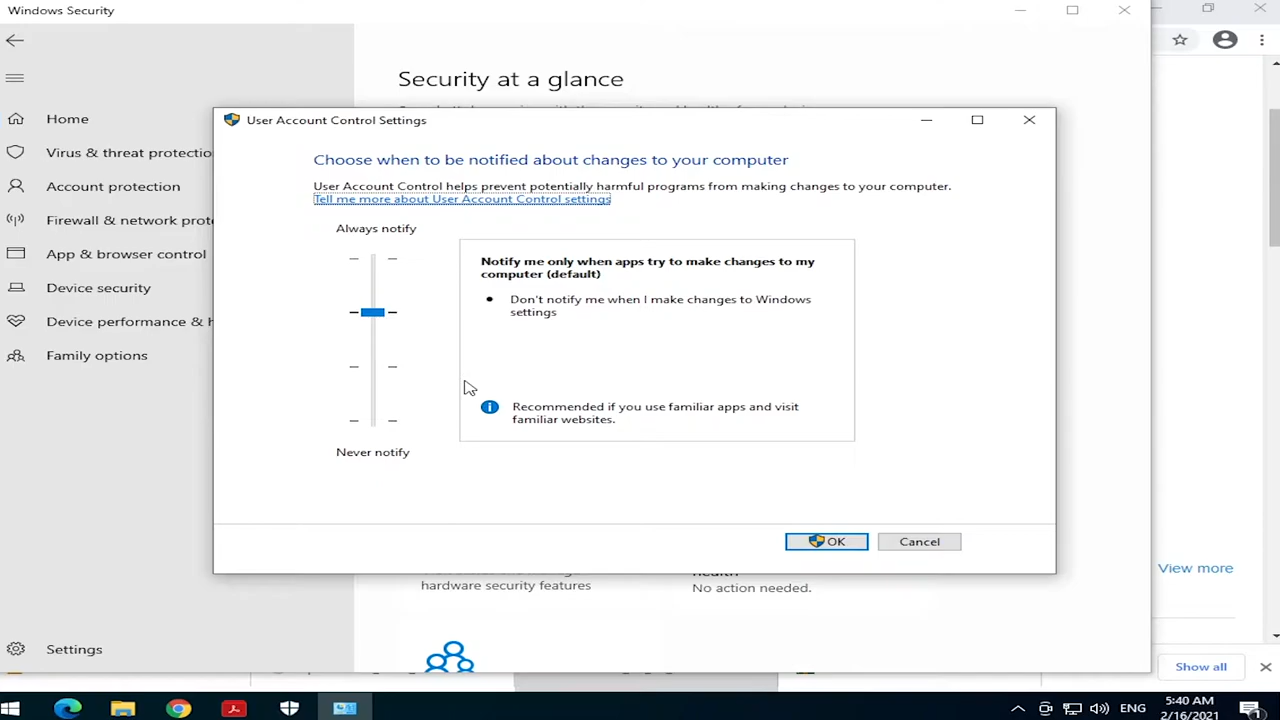 Windows Security
Security at a glance
Home
Virus & threat protectio
Account protection
Firewall & network prot
App & browser control
Device security
Device performance & h
Family options
Settings
User Account Control Settings
Choose when to be notified about changes to your computer
User Account Control helps prevent potentially harmful programs from making changes to your computer.
Tell me more about User Account Control settings
Always notify
Notify me only when apps try to make changes to my
computer (default)
Don't notify me when I make changes to Windows
settings
Recommended if you use familiar apps and visit
familiar websites.
Never notify
OK
Cancel
hardware security features
health
No action needed.
View more
Show all
ENG
5:40 AM
2/16/2021